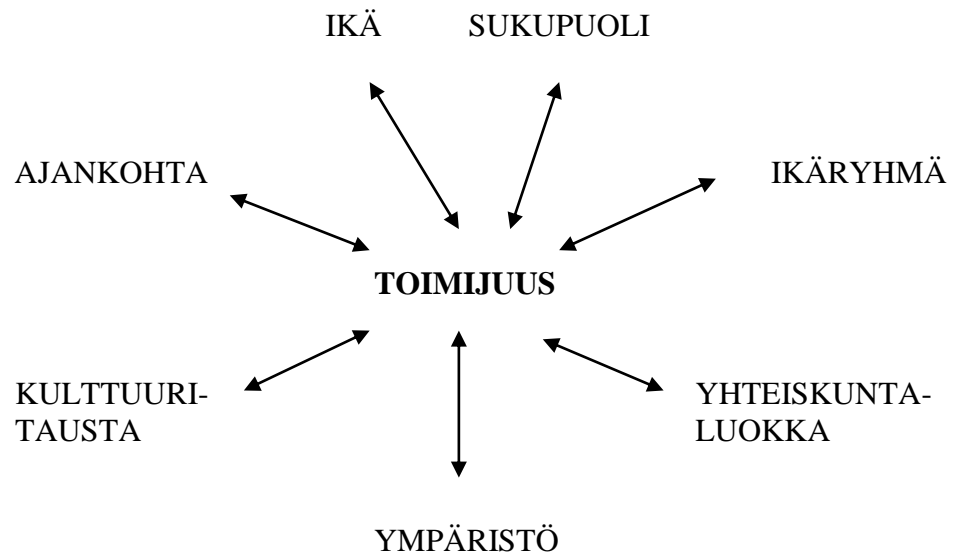 IKÄ SUKUPUOLI
AJANKOHTA
IKÄRYHMÄ
TOIMIJUUS
KULTTUURI-
TAUSTA
YHTEISKUNTA-
LUOKKA
YMPÄRISTÖ